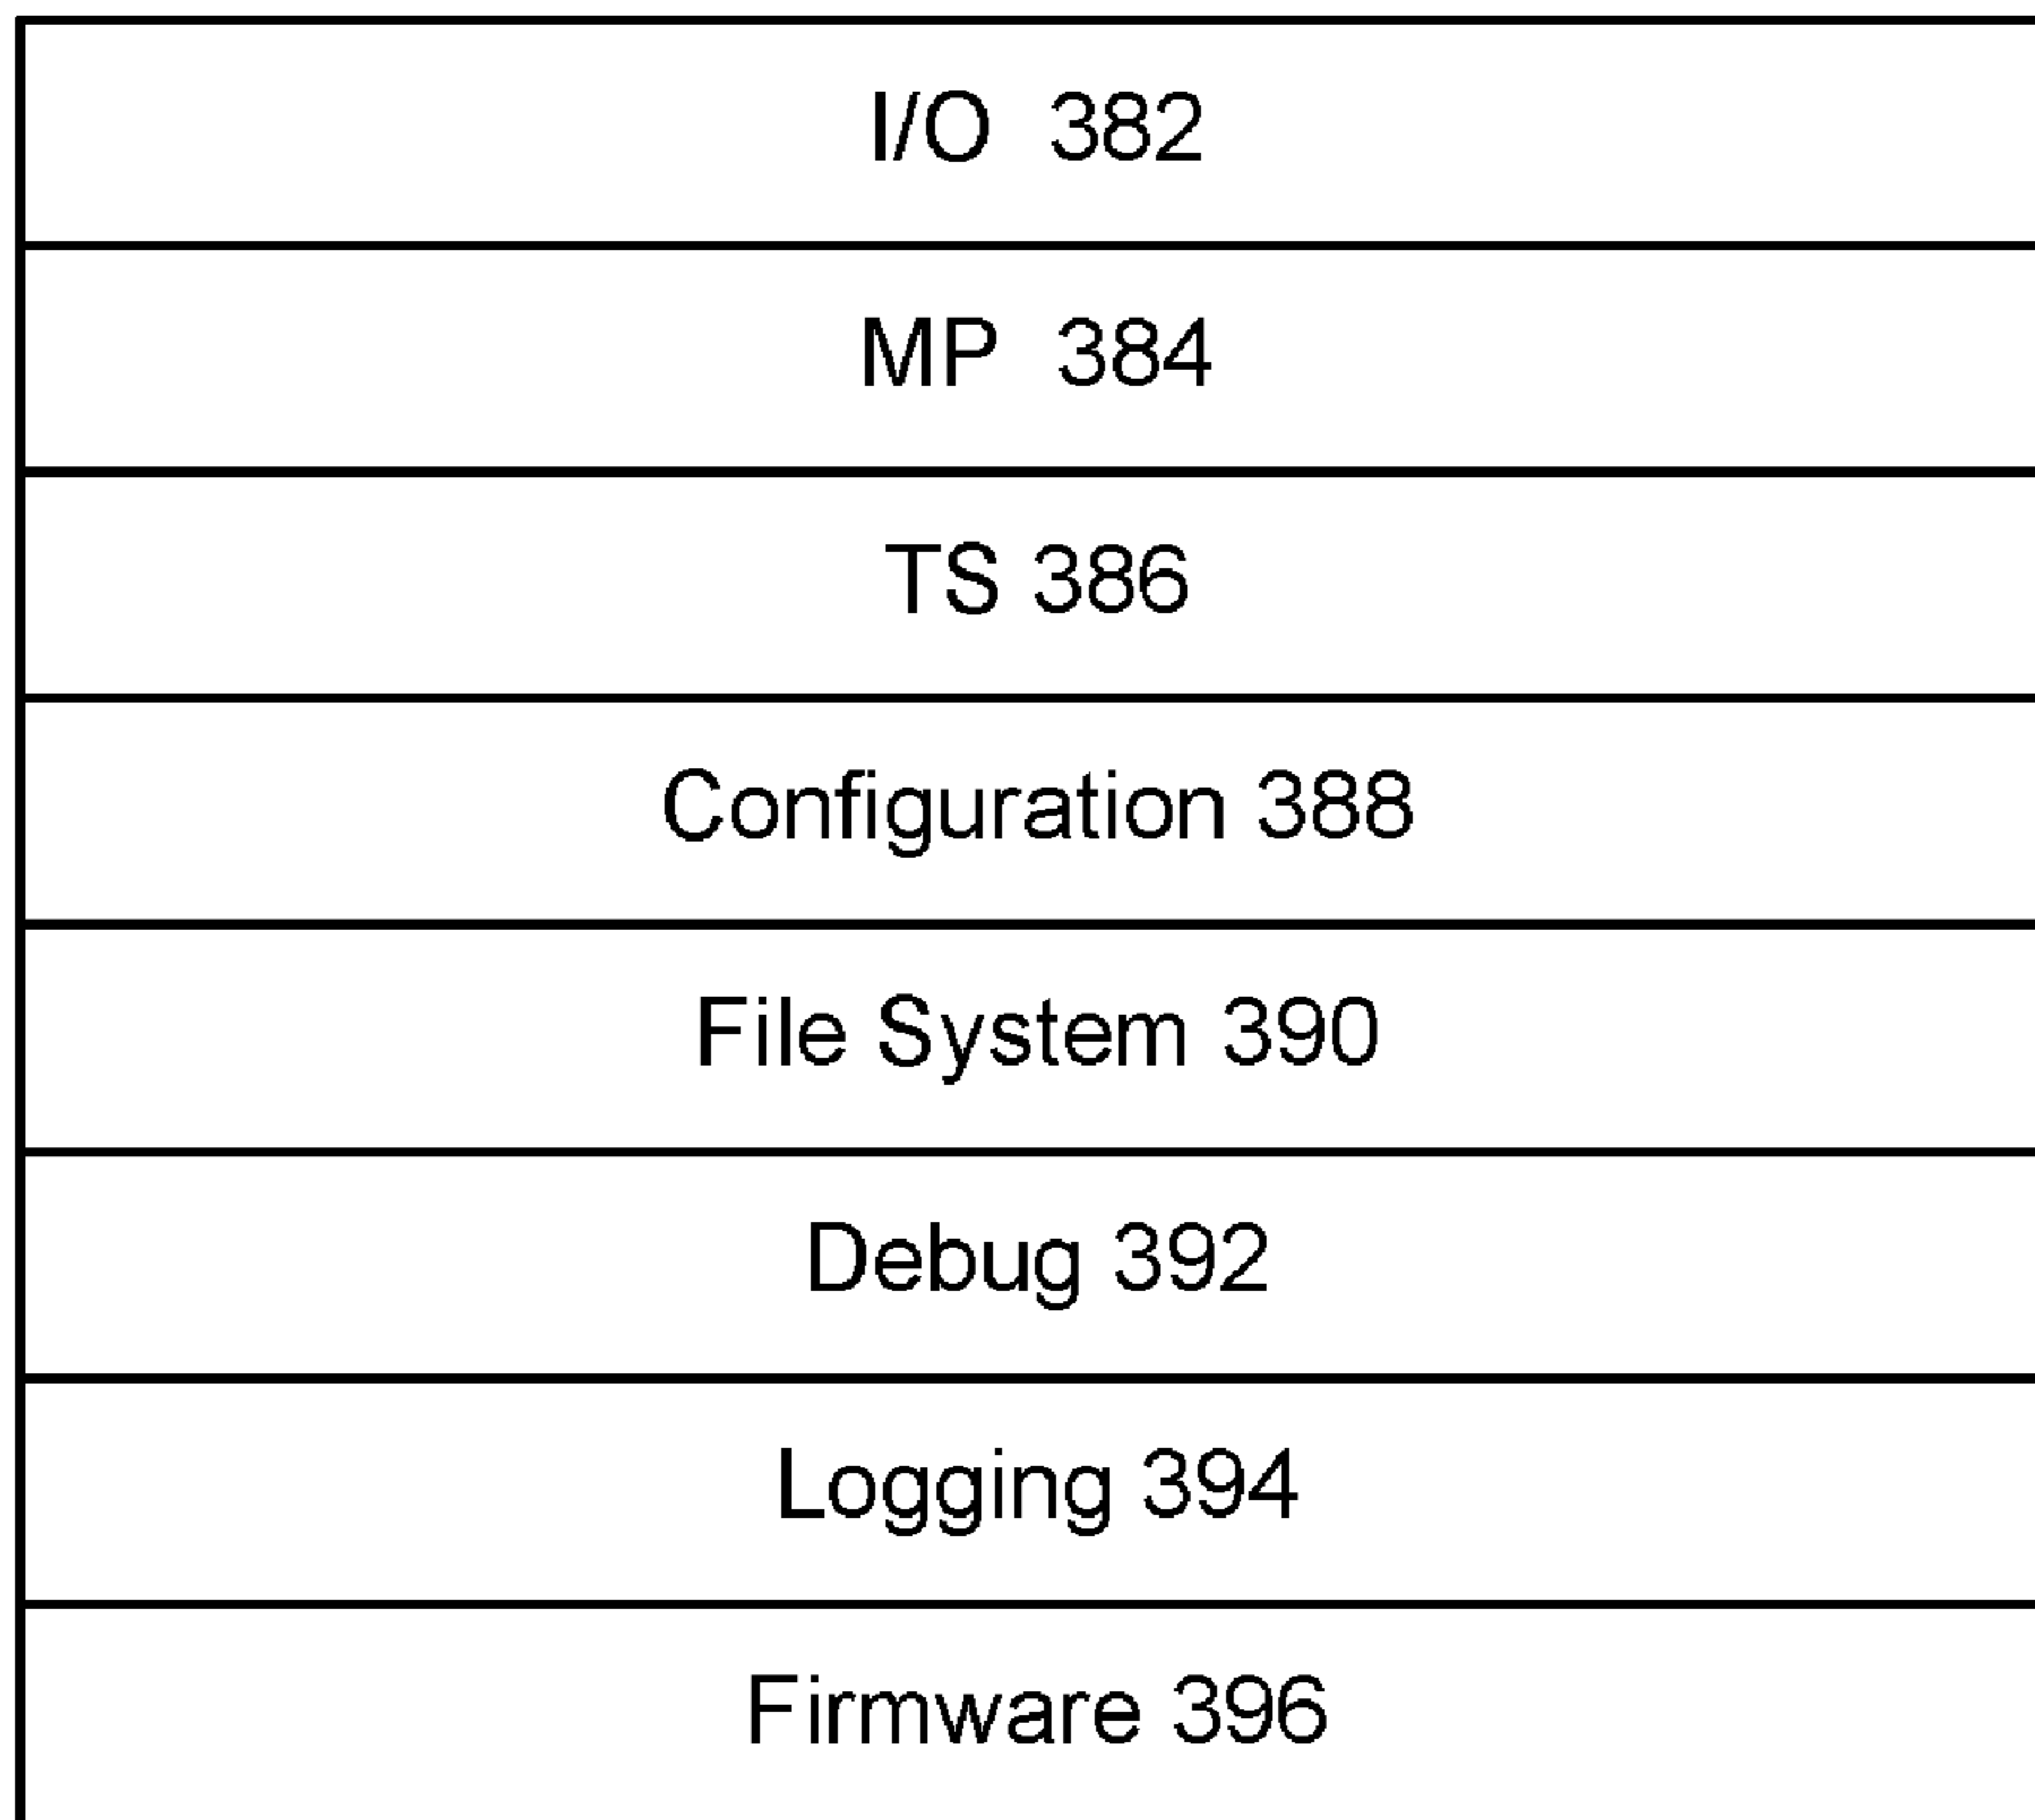 I/O 382
MP 384
TS 386
Configuration 388
File System 390
Debug 392
Logging 394
Firmware 396